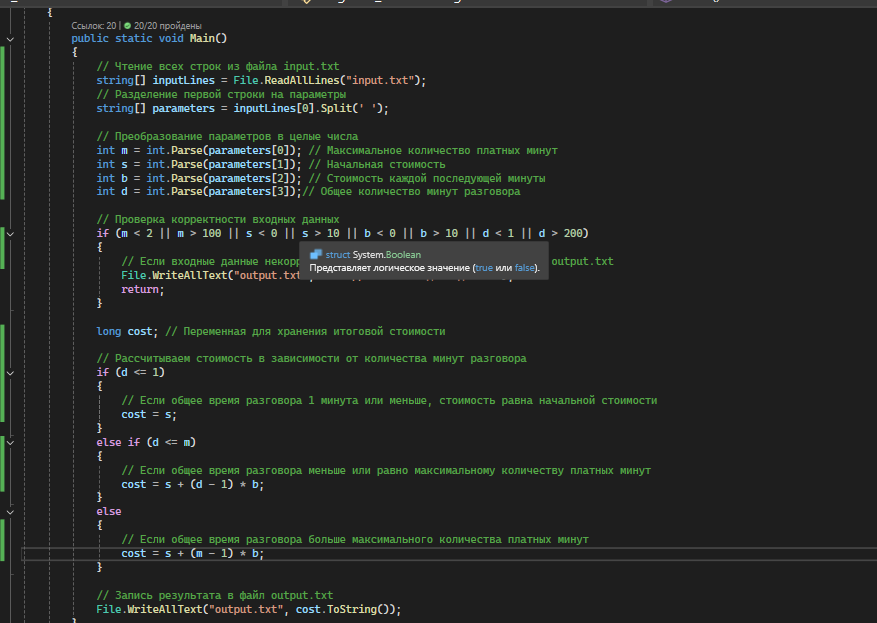 {
Ссылок: 20 | 20/20 пройдены
public static void Main()
{
// Чтение всех строк из файла input.txt
string[] inputLines = File.ReadAllLines("input.txt");
// Разделение первой строки на параметры
string[] parameters = inputLines[0].Split(' ');
// Преобразование параметров в целые числа
int m = int.Parse(parameters[0]); // Максимальное количество платных минут
int s = int.Parse(parameters[1]); // Начальная стоимость
int b = int.Parse(parameters[2]); // Стоимость каждой последующей минуты
int d = int.Parse(parameters[3]);// Общее количество минут разговора
// Проверка корректности входных данных
if (m < 2 || m > 100 || s < 0 || s > 10 || b < 0 || b > 10 || d < 1 || d > 200)
{
struct System.Boolean
Представляет логическое значение (true или false).
// Если входные данные некорр output.txt
File.WriteAllText("output.txt
return;
}
long cost; // Переменная для хранения итоговой стоимости
// Рассчитываем стоимость в зависимости от количества минут разговора
if (d <= 1)
{
// Если общее время разговора 1 минута или меньше, стоимость равна начальной стоимости
cost = s;
}
else if (d <= m)
{
// Если общее время разговора меньше или равно максимальному количеству платных минут
cost = s + (d - 1) * b;
}
else
{
// Если общее время разговора больше максимального количества платных минут
cost = s + (m - 1) * b;
}
// Запись результата в файл output.txt
File.WriteAllText("output.txt", cost.ToString());